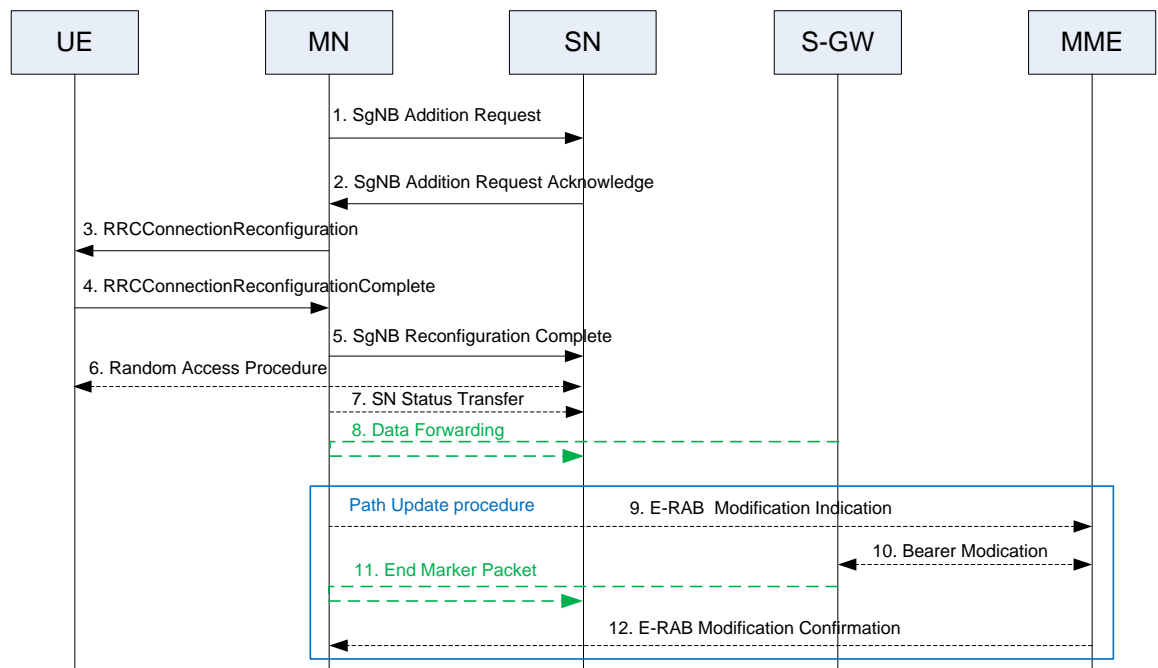 UE
MN
SN
S-GW
MME
1. SgNB Addition Request
2. SgNB Addition Request Acknowledge
3. RRCConnectionReconfiguration
4. RRCConnectionReconfigurationComplete
5. SgNB Reconfiguration Complete
6. Random Access Procedure
7. SN Status Transfer
8. Data Forwarding
Path Update procedure
9. E-RAB  Modification Indication
10. Bearer Modication
11. End Marker Packet
12. E-RAB Modification Confirmation